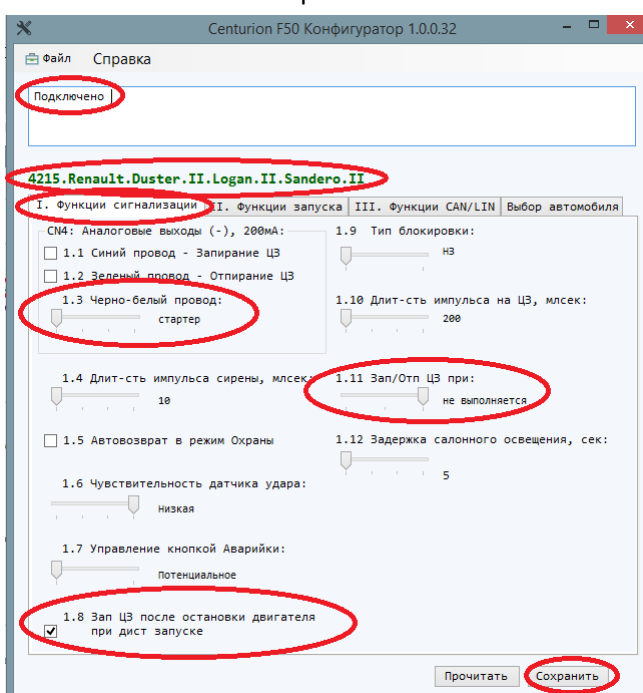 Centurion F50 Конфигуратор 1.0.0.32
Файл Справка
Подключено
4215.Renault.Duster.II.Logan.II.Sandero.II
I. Функции сигнализации II. Функции запуска III. Функции CAN/LIN Выбор автомобиля
CN4: Аналоговые выходы (-), 200мА:
1.1 Синий провод - Запирание ЦЗ
1.2 Зеленый провод - Отпирание ЦЗ
1.3 Черно-белый провод:
стартер
1.4 Длит-сть импульса сирены, млсек:
10
1.5 Автовозврат в режим Охраны
1.6 Чувствительность датчика удара:
Низкая
1.7 Управление кнопкой Аварийки:
Потенциальное
1.8 Зап ЦЗ после остановки двигателя
при дист запуске
1.9 Тип блокировки:
НЗ
1.10 Длит-сть импульса на ЦЗ, млсек:
200
1.11 Зап/Отп ЦЗ при:
не выполняется
1.12 Задержка салонного освещения, сек:
5
Прочитать Сохранить